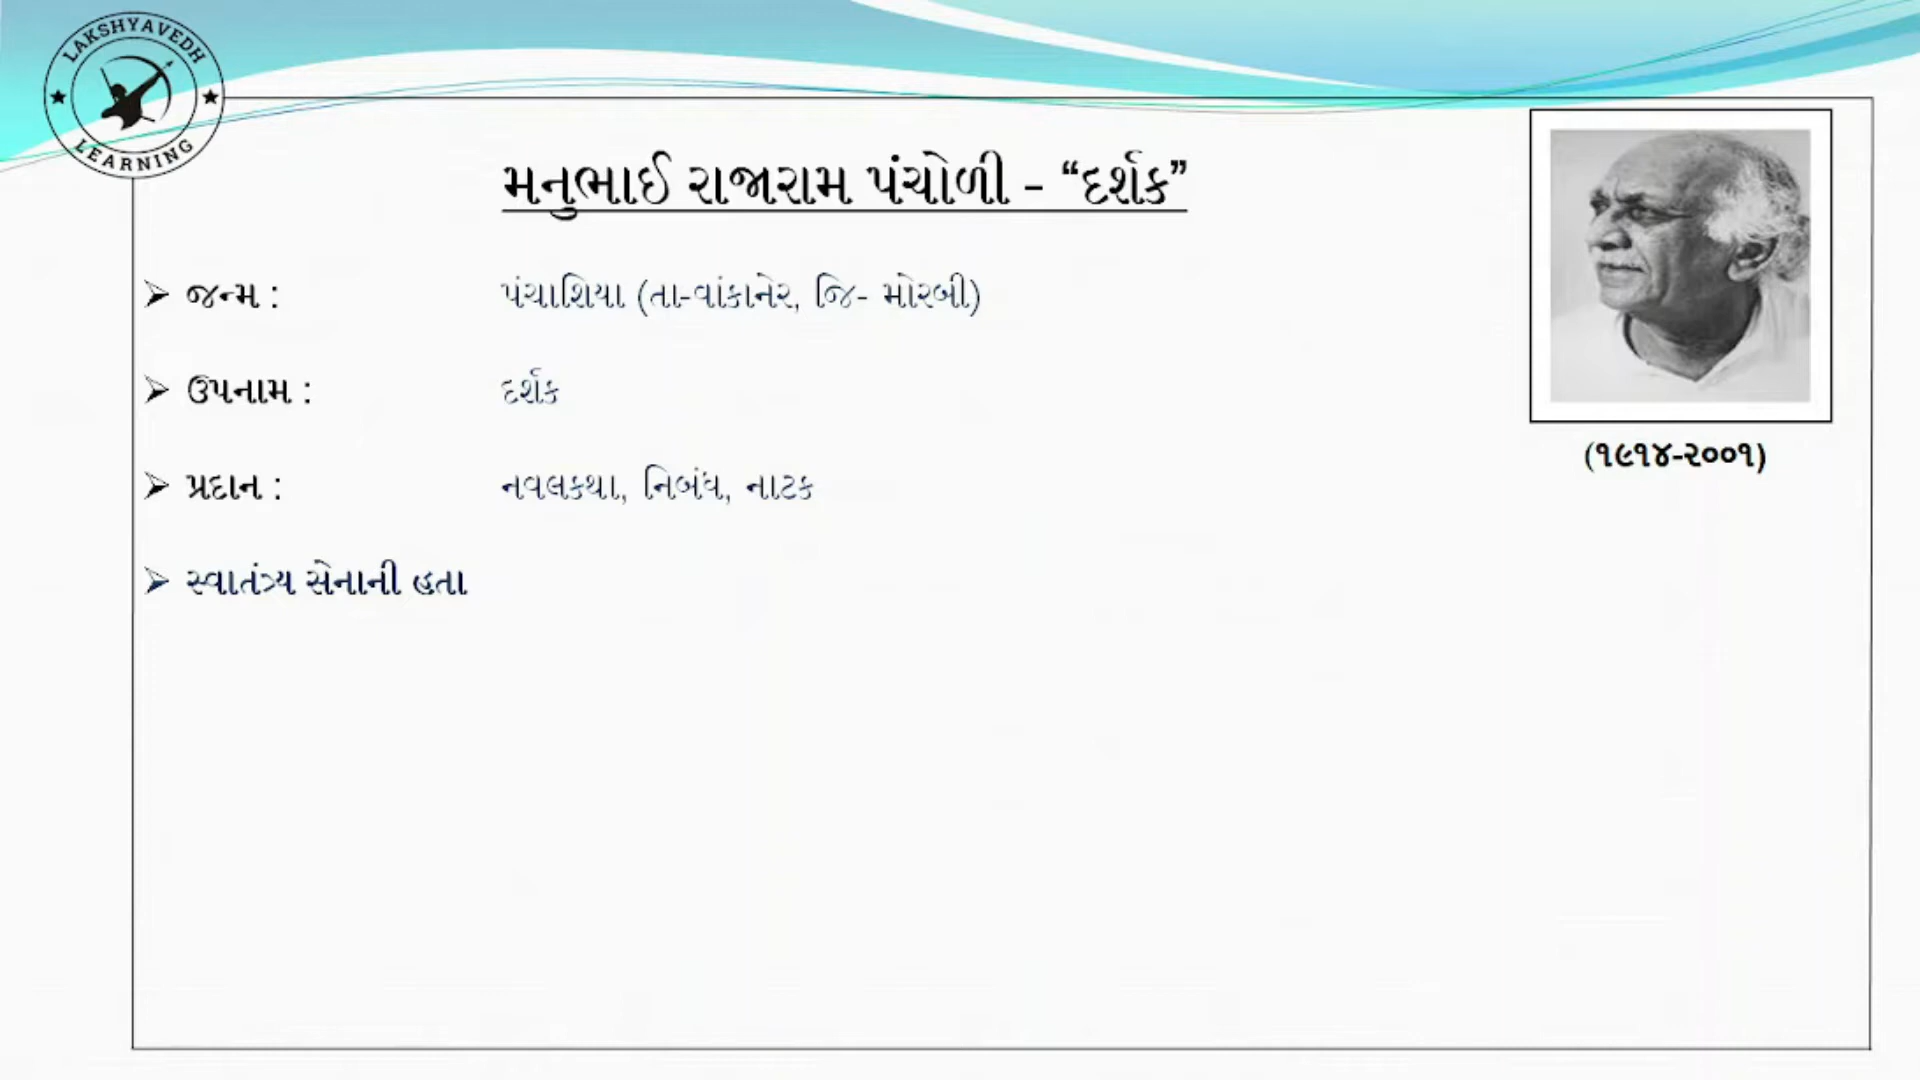 LAKSHYAVEDH
LEARNING
મનુભાઈ રાજારામ પંચોળી – “દર્શક”
➢ જન્મ : પંચાશિયા (તા-વાંકાનેર, જિ- મોરબી)
➢ ઉપનામ : દર્શક
➢ પ્રદાન : નવલકથા, નિબંધ, નાટક
➢ સ્વાતંત્ર્ય સેનાની હતા
(૧૯૧૪-૨૦૦૧)